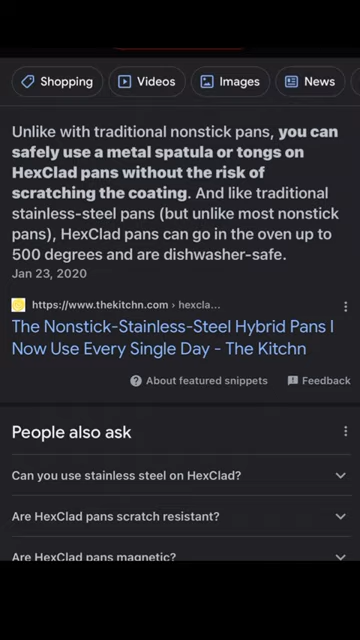 Shopping
Videos
Images
News
Unlike with traditional nonstick pans, you can
safely use a metal spatula or tongs on
HexClad pans without the risk of
scratching the coating. And like traditional
stainless-steel pans (but unlike most nonstick
pans), HexClad pans can go in the oven up to
500 degrees and are dishwasher-safe.
Jan 23, 2020
https://www.thekitchn.com › hexcla...
The Nonstick-Stainless-Steel Hybrid Pans I
Now Use Every Single Day - The Kitchn
About featured snippets
Feedback
People also ask
Can you use stainless steel on HexClad?
Are HexClad pans scratch resistant?
Are HexClad pans magnetic?